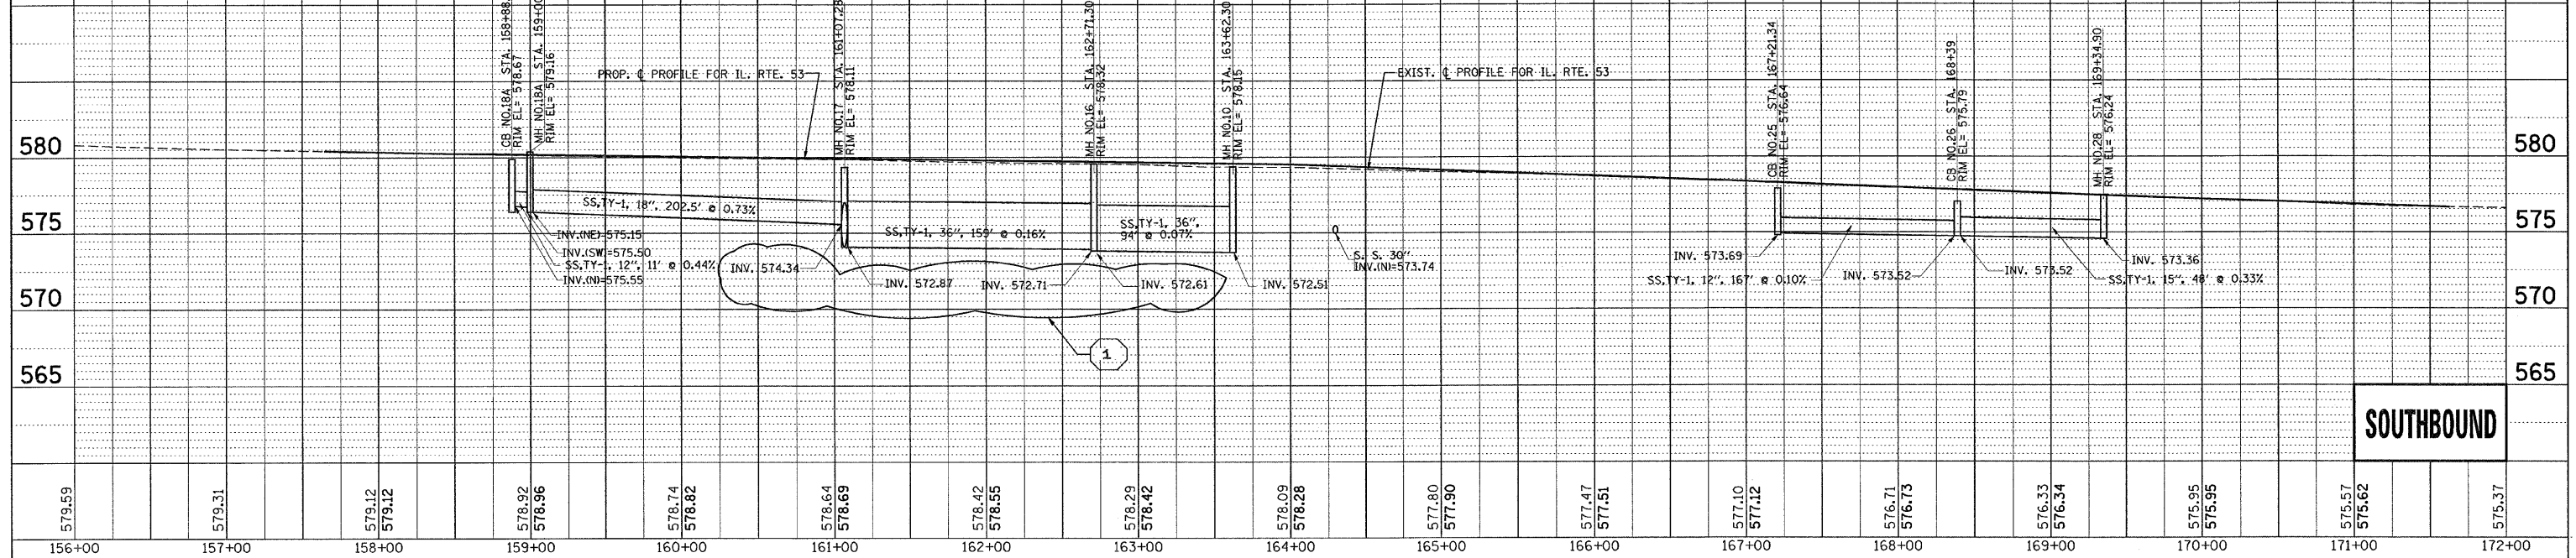 CB NO.18A STA. 158+88.
RIM EL= 578.67
MH NO.18A STA. 159+00
RIM EL= 579.16
MH NO.17 STA. 161+07.23
RIM EL= 578.11
MH NO.16 STA. 162+71.30
RIM EL= 578.32
MH NO.10 STA. 163+62.30
RIM EL= 578.15
CB NO.25 STA. 167+21.34
RIM EL= 576.64
CB NO.26 STA. 168+39
RIM EL= 575.79
MH NO.28 STA. 169+34.90
RIM EL= 576.24
PROP. ℄ PROFILE FOR IL. RTE. 53
EXIST. ℄ PROFILE FOR IL. RTE. 53
580
580
SS,TY-1, 18", 202.5' @ 0.73%
SS,TY-1, 36", 159' @ 0.16%
SS,TY-1, 36",
94' @ 0.07%
575
575
INV.(NE)=575.15
INV.(SW)=575.50
SS,TY-1, 12", 11' @ 0.44%
INV.(N)=575.55
INV. 574.34
INV. 572.87
INV. 572.71
INV. 572.61
INV. 572.51
S. S. 30"
INV.(N)=573.74
INV. 573.69
SS,TY-1, 12", 167' @ 0.10%
INV. 573.52
INV. 573.52
INV. 573.36
SS,TY-1, 15", 48' @ 0.33%
570
570
1
565
565
SOUTHBOUND
579.59
579.31
579.12
579.12
578.92
578.96
578.74
578.82
578.64
578.69
578.42
578.55
578.29
578.42
578.09
578.28
577.80
577.90
577.47
577.51
577.10
577.12
576.71
576.73
576.33
576.34
575.95
575.95
575.57
575.62
575.37
156+00 157+00 158+00 159+00 160+00 161+00 162+00 163+00 164+00 165+00 166+00 167+00 168+00 169+00 170+00 171+00 172+00